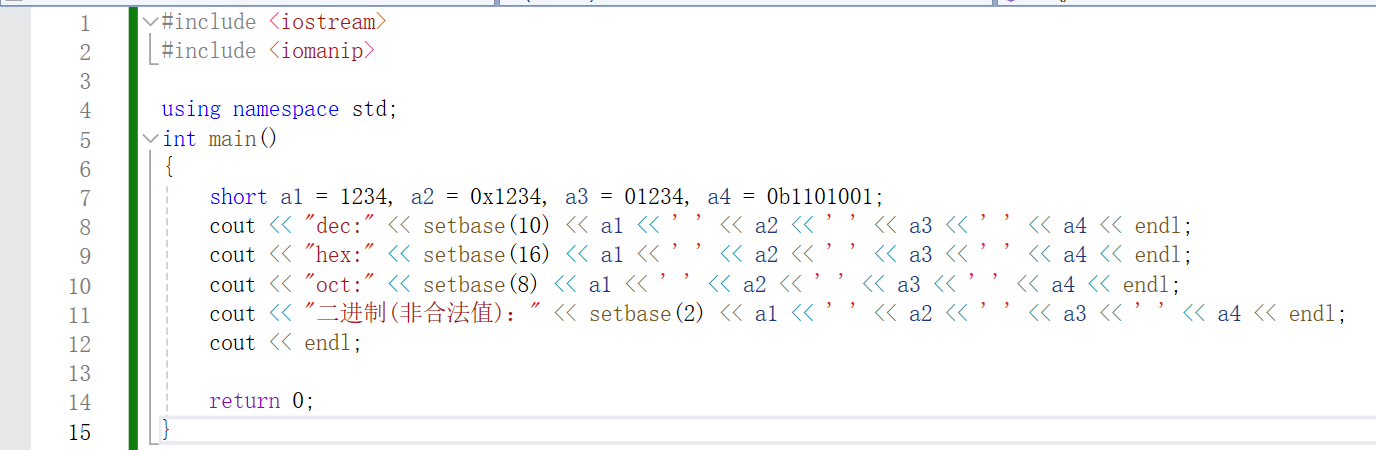 1 #include <iostream>
2 #include <iomanip>
3
4 using namespace std;
5 int main()
6 {
7 short a1 = 1234, a2 = 0x1234, a3 = 01234, a4 = 0b1101001;
8 cout << "dec:" << setbase(10) << a1 << ' ' << a2 << ' ' << a3 << ' ' << a4 << endl;
9 cout << "hex:" << setbase(16) << a1 << ' ' << a2 << ' ' << a3 << ' ' << a4 << endl;
10 cout << "oct:" << setbase(8) << a1 << ' ' << a2 << ' ' << a3 << ' ' << a4 << endl;
11 cout << "二进制(非合法值)：" << setbase(2) << a1 << ' ' << a2 << ' ' << a3 << ' ' << a4 << endl;
12 cout << endl;
13
14 return 0;
15 }